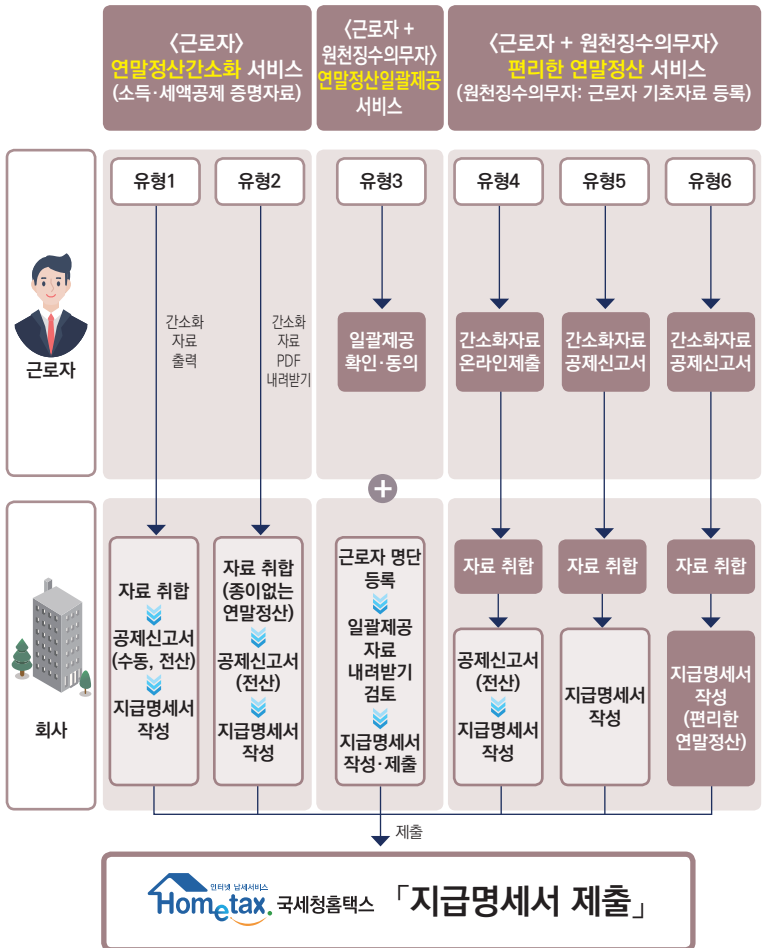 〈근로자〉
연말정산간소화 서비스
(소득·세액공제 증명자료)
〈근로자 +
원천징수의무자〉
연말정산일괄제공
서비스
〈근로자 + 원천징수의무자〉
편리한 연말정산 서비스
(원천징수의무자: 근로자 기초자료 등록)
근로자
유형1
유형2
유형3
유형4
유형5
유형6
간소화
자료
출력
간소화
자료
PDF
내려받기
일괄제공
확인·동의
간소화자료
온라인제출
간소화자료
공제신고서
간소화자료
공제신고서
+
회사
자료 취합
공제신고서
(수동, 전산)
지급명세서
작성
자료 취합
(종이없는
연말정산)
공제신고서
(전산)
지급명세서
작성
근로자 명단
등록
일괄제공
자료
내려받기
검토
지급명세서
작성·제출
자료 취합
공제신고서
(전산)
지급명세서
작성
자료 취합
지급명세서
작성
자료 취합
지급명세서
작성
(편리한
연말정산)
제출
인터넷 납세서비스
Hometax. 국세청홈택스 「지급명세서 제출」